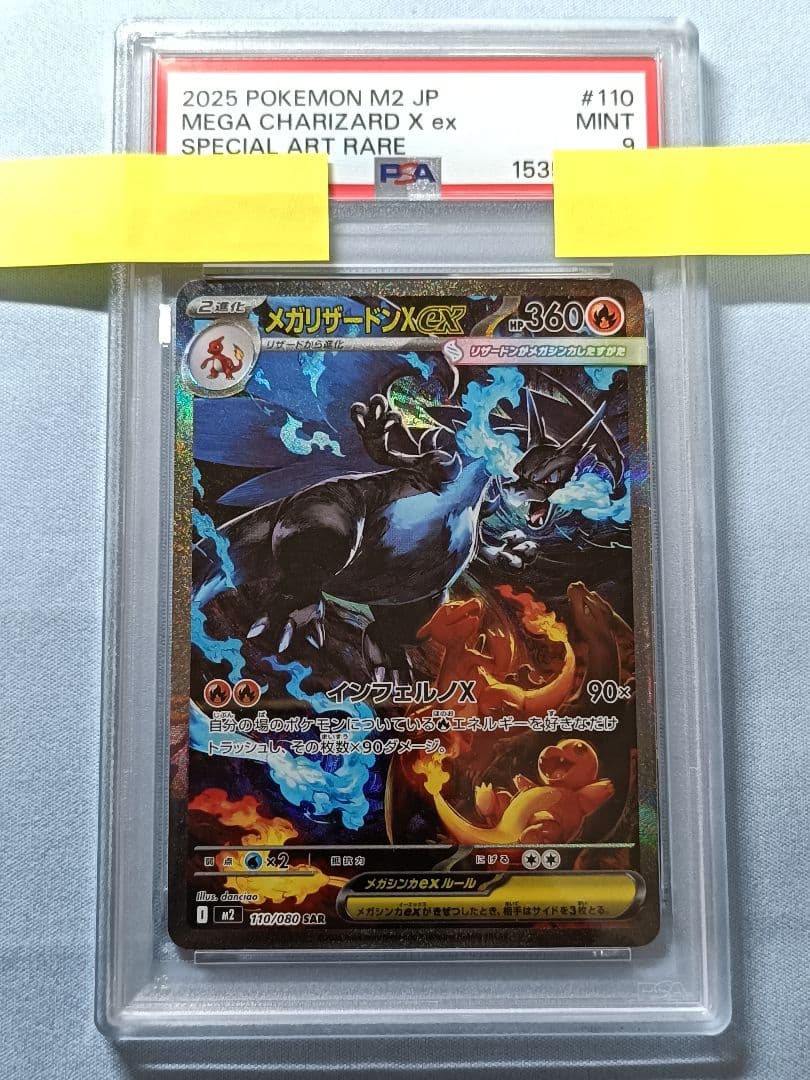 2025 POKEMON M2 JP #110
MEGA CHARIZARD X ex MINT
SPECIAL ART RARE 9
PSA 153
2進化 メガリザードンXex HP360
リザードから進化 リザードンがメガシンカしたすがた
インフェルノX 90×
自分の場のポケモンについている エネルギーを好きなだけ
トラッシュし、その枚数×90ダメージ。
弱点 ×2 抵抗力 にげる
メガシンカexルール
メガシンカexがきぜつしたとき、相手はサイドを3枚とる。
Illus. danciao
I m2 110/080 SAR